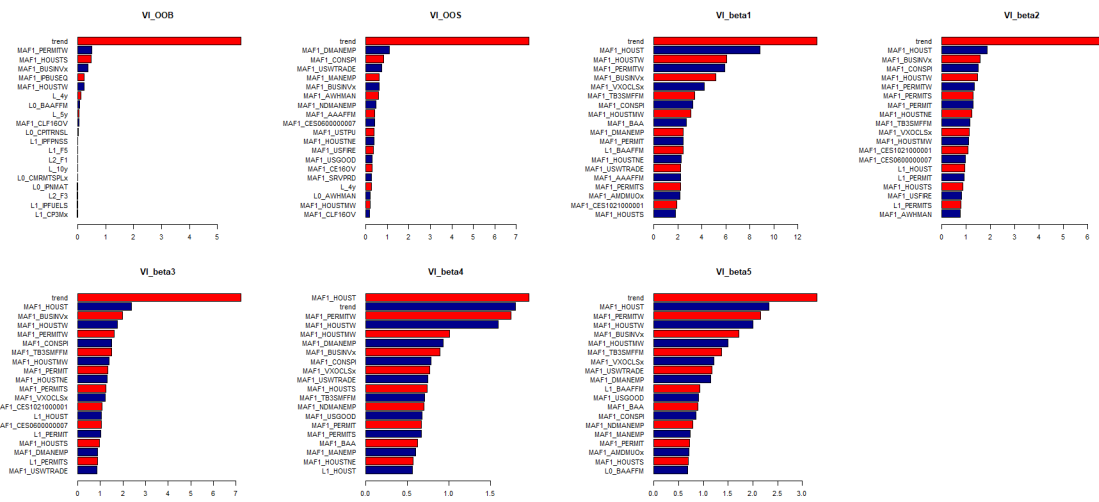 VI_OOB
trend
MAF1_PERMITW
MAF1_HOUSTS
MAF1_BUSINVx
MAF1_IPBUSEQ
MAF1_HOUSTW
L_4y
L0_BAAFFM
L_5y
MAF1_CLF16OV
L0_CPITRNSL
L1_IPFPNSS
L1_F5
L2_F1
L_10y
L0_CMRMTSPLx
L0_IPNMAT
L2_F3
L1_IPFUELS
L1_CP3Mx
0 1 2 3 4 5
VI_OOS
trend
MAF1_DMANEMP
MAF1_CONSPI
MAF1_USWTRADE
MAF1_MANEMP
MAF1_BUSINVx
MAF1_AWHMAN
MAF1_NDMANEMP
MAF1_AAAFFM
MAF1_CES0600000007
MAF1_USTPU
MAF1_HOUSTNE
MAF1_USFIRE
MAF1_USGOOD
MAF1_CE16OV
MAF1_SRVPRD
L_4y
L0_AWHMAN
MAF1_HOUSTMW
MAF1_CLF16OV
0 1 2 3 4 5 6 7
VI_beta1
trend
MAF1_HOUST
MAF1_HOUSTW
MAF1_PERMITW
MAF1_BUSINVx
MAF1_VXOCLSx
MAF1_TB3SMFFM
MAF1_CONSPI
MAF1_HOUSTMW
MAF1_BAA
MAF1_DMANEMP
MAF1_PERMIT
L1_BAAFFM
MAF1_HOUSTNE
MAF1_USWTRADE
MAF1_AAAFFM
MAF1_PERMITS
MAF1_AMDMUOx
MAF1_CES1021000001
MAF1_HOUSTS
0 2 4 6 8 10 12
VI_beta2
trend
MAF1_HOUST
MAF1_BUSINVx
MAF1_CONSPI
MAF1_HOUSTW
MAF1_PERMITW
MAF1_PERMITS
MAF1_PERMIT
MAF1_HOUSTNE
MAF1_TB3SMFFM
MAF1_VXOCLSx
MAF1_HOUSTMW
MAF1_CES1021000001
MAF1_CES0600000007
L1_HOUST
L1_PERMIT
MAF1_HOUSTS
MAF1_USFIRE
L1_PERMITS
MAF1_AWHMAN
0 1 2 3 4 5 6
VI_beta3
trend
MAF1_HOUST
MAF1_BUSINVx
MAF1_HOUSTW
MAF1_PERMITW
MAF1_CONSPI
MAF1_TB3SMFFM
MAF1_HOUSTMW
MAF1_PERMIT
MAF1_HOUSTNE
MAF1_PERMITS
MAF1_VXOCLSx
AF1_CES1021000001
L1_HOUST
AF1_CES0600000007
L1_PERMIT
MAF1_HOUSTS
MAF1_DMANEMP
L1_PERMITS
MAF1_USWTRADE
0 1 2 3 4 5 6 7
VI_beta4
MAF1_HOUST
trend
MAF1_PERMITW
MAF1_HOUSTW
MAF1_HOUSTMW
MAF1_DMANEMP
MAF1_BUSINVx
MAF1_CONSPI
MAF1_VXOCLSx
MAF1_USWTRADE
MAF1_HOUSTS
MAF1_TB3SMFFM
MAF1_NDMANEMP
MAF1_USGOOD
MAF1_PERMIT
MAF1_PERMITS
MAF1_BAA
MAF1_MANEMP
MAF1_HOUSTNE
L1_HOUST
0.0 0.5 1.0 1.5
VI_beta5
trend
MAF1_HOUST
MAF1_PERMITW
MAF1_HOUSTW
MAF1_BUSINVx
MAF1_HOUSTMW
MAF1_TB3SMFFM
MAF1_VXOCLSx
MAF1_USWTRADE
MAF1_DMANEMP
L1_BAAFFM
MAF1_USGOOD
MAF1_BAA
MAF1_CONSPI
MAF1_NDMANEMP
MAF1_MANEMP
MAF1_PERMIT
MAF1_AMDMUOx
MAF1_HOUSTS
L0_BAAFFM
0.0 0.5 1.0 1.5 2.0 2.5 3.0